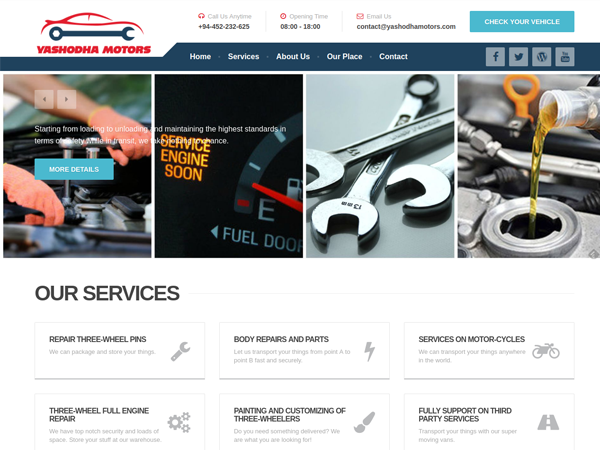 Call Us Anytime
Opening Time
Email Us
+94-452-232-625
08:00 - 18:00
contact@yashodhamotors.com
CHECK YOUR VEHICLE
YASHODHA MOTORS
Home
Services
About Us
Our Place
Contact
You Tube
Starting from loading to unloading and maintaining the highest standards in
terms of safety while in transit, we take nothing to chance.
MORE DETAILS
SERVICE
ENGINE
SOON
E
FUEL DOOR
13 mm
OUR SERVICES
REPAIR THREE-WHEEL PINS
We can package and store your things.
BODY REPAIRS AND PARTS
Let us transport your things from point A to
point B fast and securely.
SERVICES ON MOTOR-CYCLES
We can transport your things anywhere
in the world.
THREE-WHEEL FULL ENGINE
REPAIR
We have top notch security and loads of
space. Store your stuff at our warehouse.
PAINTING AND CUSTOMIZING OF
THREE-WHEELERS
Do you need something delivered? We
are what you are looking for!
FULLY SUPPORT ON THIRD
PARTY SERVICES
Transport your things with our super
moving vans.